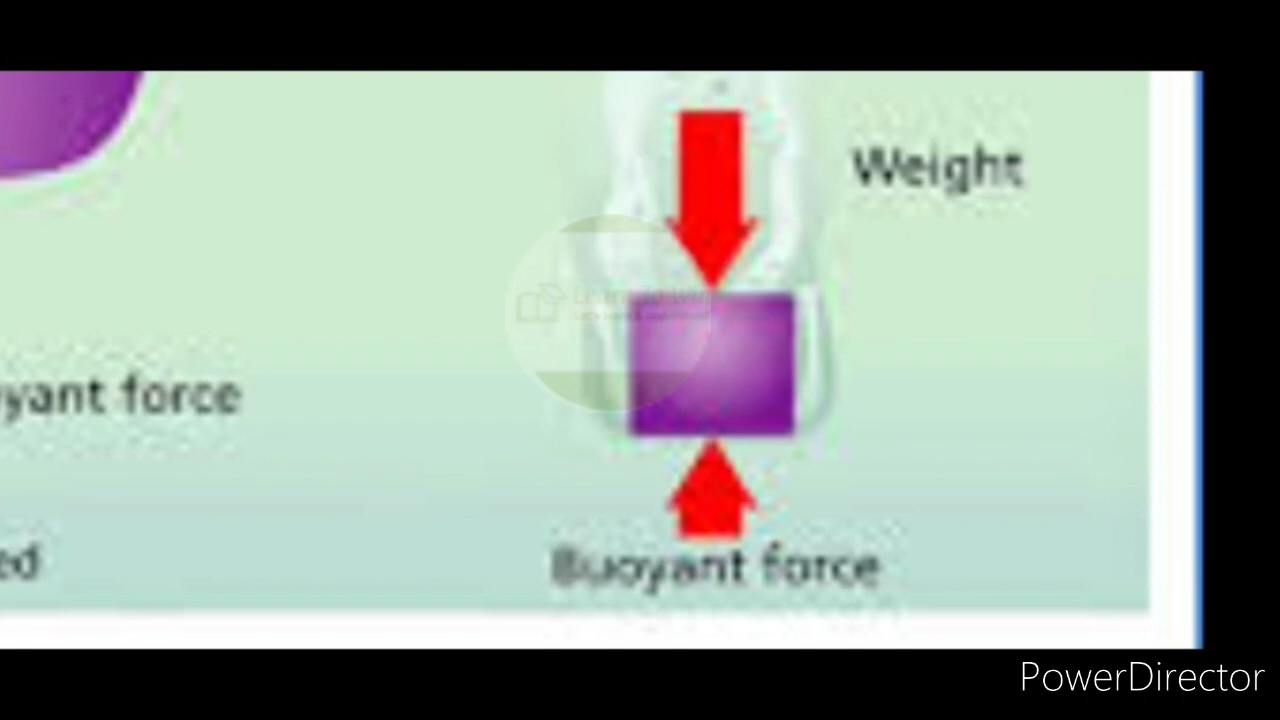 Weight
yant force
ed
Buoyant force
PowerDirector